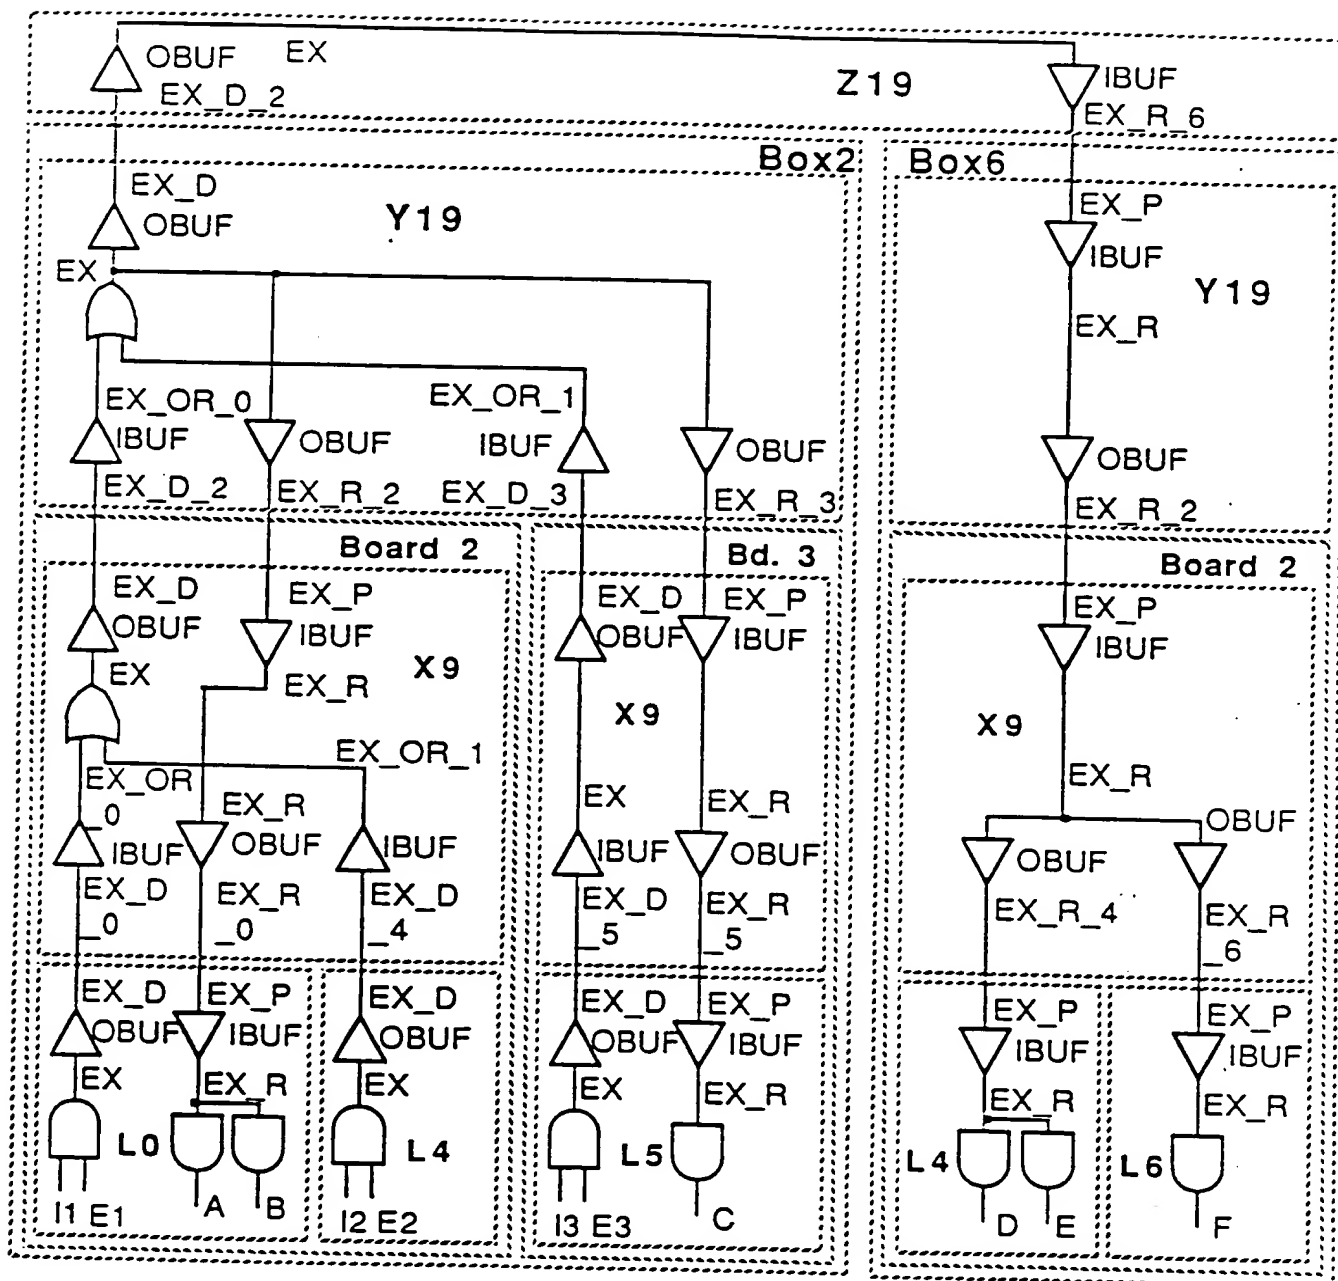 OBUF EX
EX_D_2
Z19
IBUF
EX_R_6
Box2
Box6
EX_D
OBUF
Y19
EX
EX_P
IBUF
Y19
EX_R
EX_OR_0
EX_OR_1
IBUF
OBUF
IBUF
OBUF
OBUF
EX_D_2
EX_R_2
EX_D_3
EX_R_3
EX_R_2
Board 2
Bd. 3
Board 2
EX_D
EX_P
EX_D
EX_P
EX_P
OBUF
IBUF
OBUF
IBUF
IBUF
EX
EX_R
X9
X9
X9
EX_OR
_0
EX_OR_1
EX_R
EX
EX_R
EX_R
IBUF
OBUF
IBUF
IBUF
OBUF
OBUF
OBUF
EX_D
_0
EX_R
_0
EX_D
_4
EX_D
_5
EX_R
_5
EX_R_4
EX_R
_6
EX_D
EX_P
EX_D
EX_D
EX_P
EX_P
EX_P
OBUF
IBUF
OBUF
OBUF
IBUF
IBUF
IBUF
EX
EX_R
EX
EX
EX_R
EX_R
EX_R
L0
L4
L5
L4
L6
I1 E1
A
B
I2 E2
I3 E3
C
D
E
F